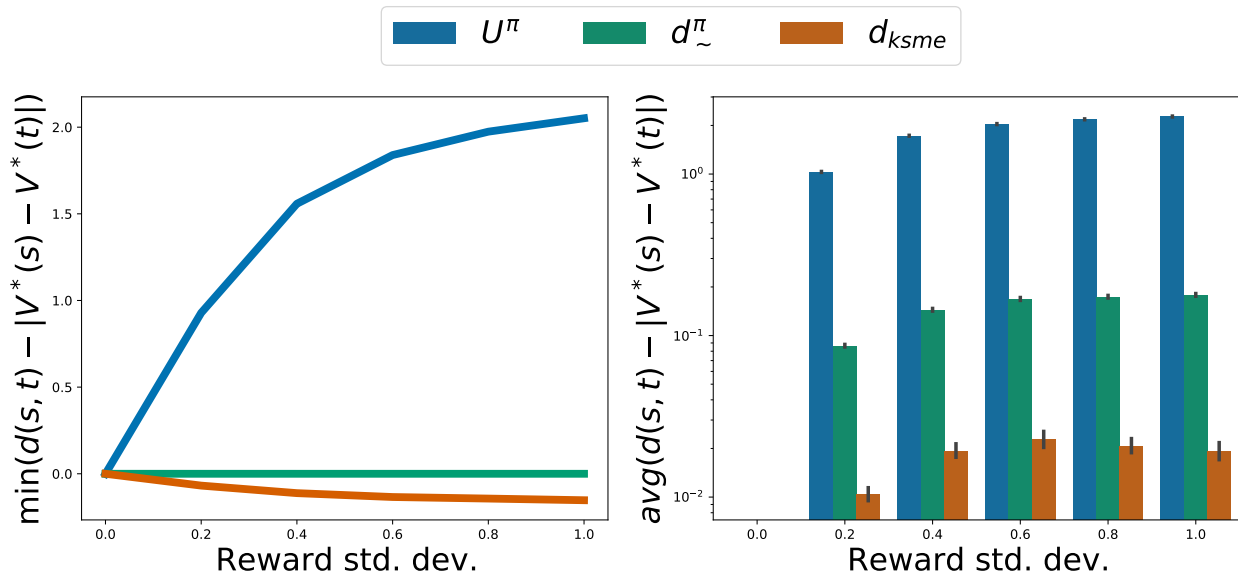 U^π d_~^π d_ksme
min(d(s, t) − |V*(s) − V*(t)|)
2.0
1.5
1.0
0.5
0.0
0.0 0.2 0.4 0.6 0.8 1.0
Reward std. dev.
avg(d(s, t) − |V*(s) − V*(t)|)
10^0
10^−1
10^−2
0.0 0.2 0.4 0.6 0.8 1.0
Reward std. dev.